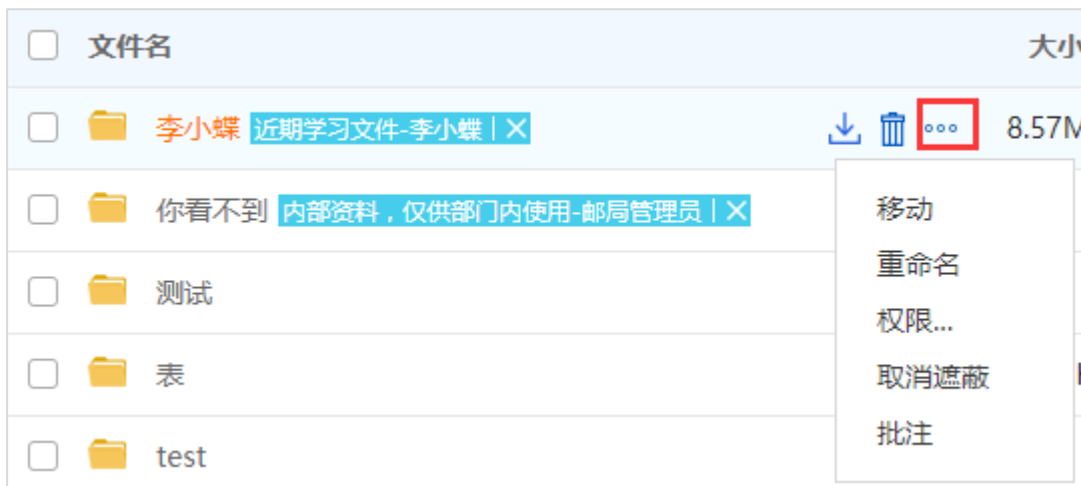 文件名 大小
李小蝶 近期学习文件-李小蝶 8.57M
你看不到 内部资料，仅供部门内使用-邮局管理员
移动
重命名
测试
权限...
表
取消遮蔽
批注
test